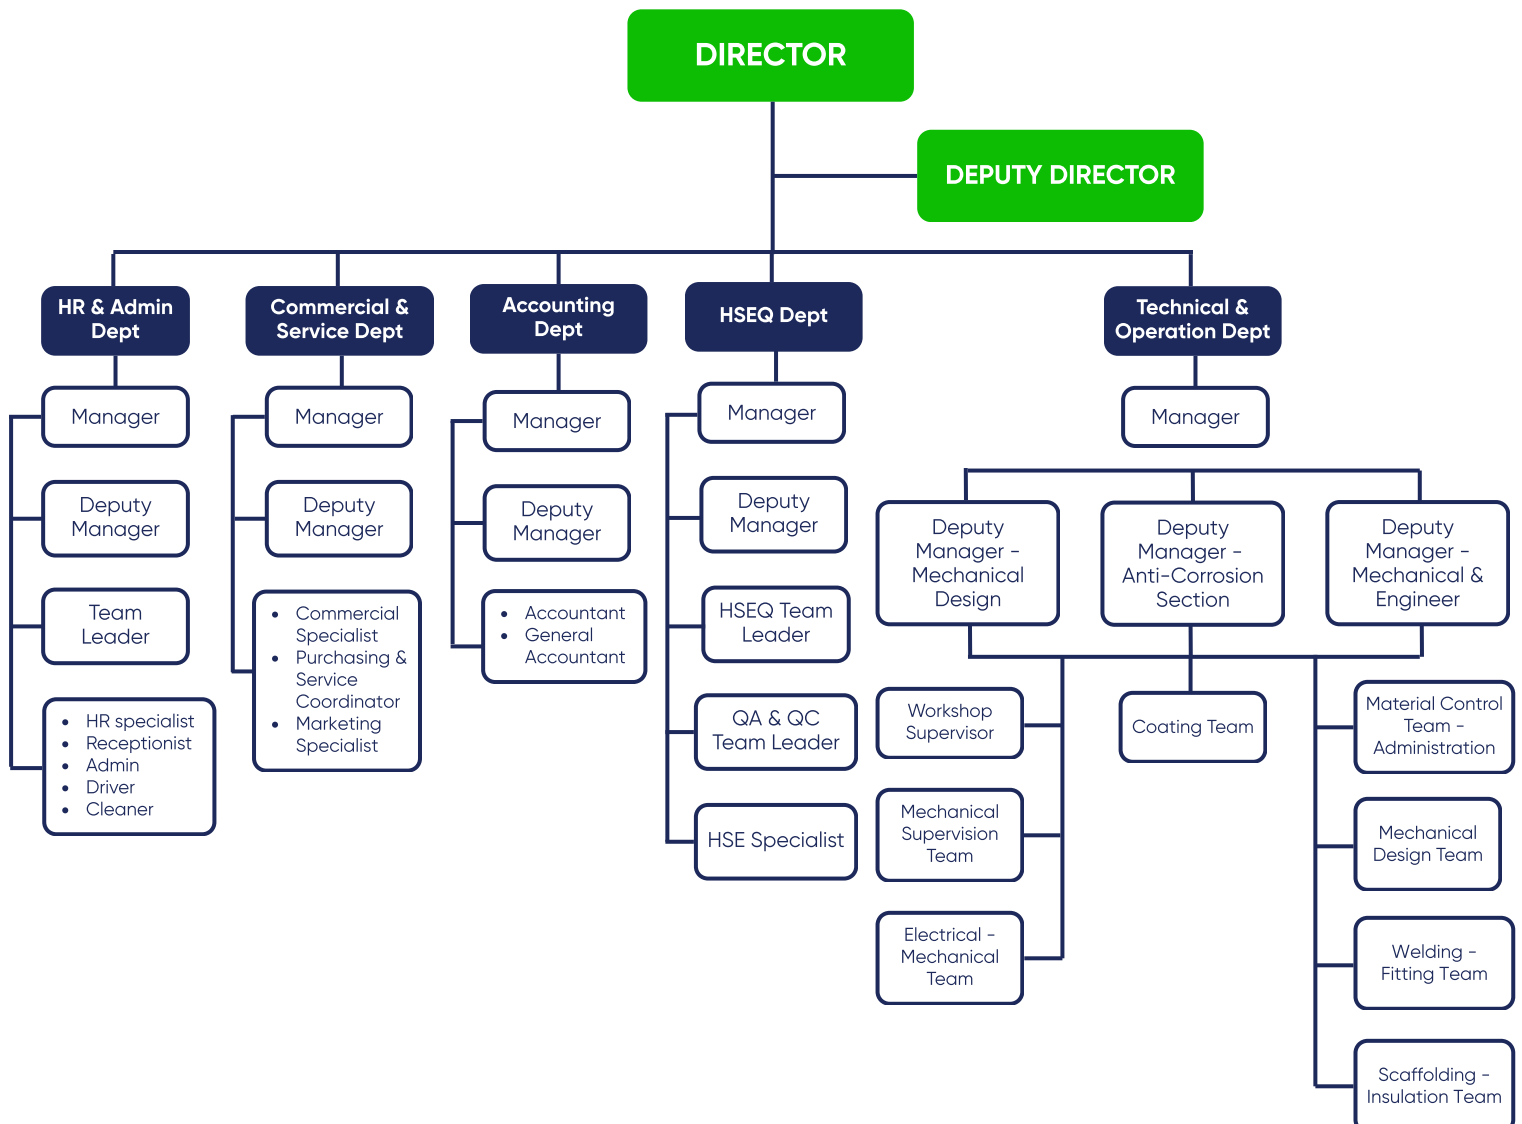 DIRECTOR
DEPUTY DIRECTOR
HR & Admin
Dept
Commercial &
Service Dept
Accounting
Dept
HSEQ Dept
Technical &
Operation Dept
Manager
Deputy
Manager
Team
Leader
• HR specialist
• Receptionist
• Admin
• Driver
• Cleaner
Manager
Deputy
Manager
• Commercial
Specialist
• Purchasing &
Service
Coordinator
• Marketing
Specialist
Manager
Deputy
Manager
• Accountant
• General
Accountant
Manager
Deputy
Manager
HSEQ Team
Leader
QA & QC
Team Leader
HSE Specialist
Manager
Deputy
Manager -
Mechanical
Design
Deputy
Manager -
Anti-Corrosion
Section
Deputy
Manager -
Mechanical &
Engineer
Workshop
Supervisor
Mechanical
Supervision
Team
Electrical -
Mechanical
Team
Coating Team
Material Control
Team -
Administration
Mechanical
Design Team
Welding -
Fitting Team
Scaffolding -
Insulation Team